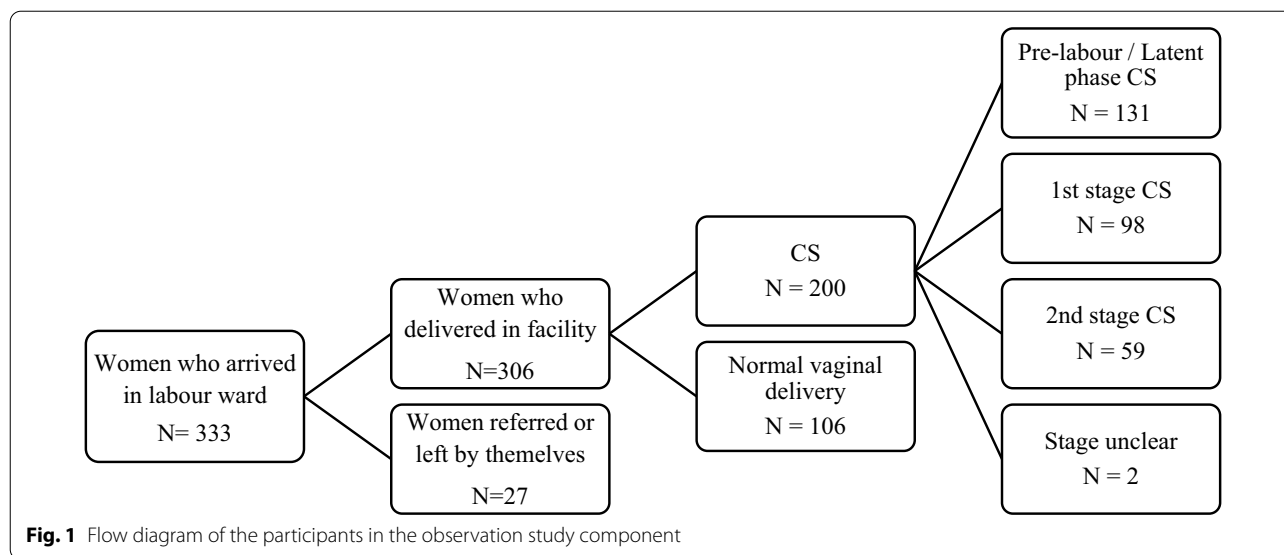 Women who arrived
in labour ward
N= 333
Women who
delivered in facility
N=306
Women referred or
left by themelves
N=27
CS
N = 200
Normal vaginal
delivery
N = 106
Pre-labour / Latent
phase CS
N = 131
1st stage CS
N = 98
2nd stage CS
N = 59
Stage unclear
N = 2
Fig. 1 Flow diagram of the participants in the observation study component